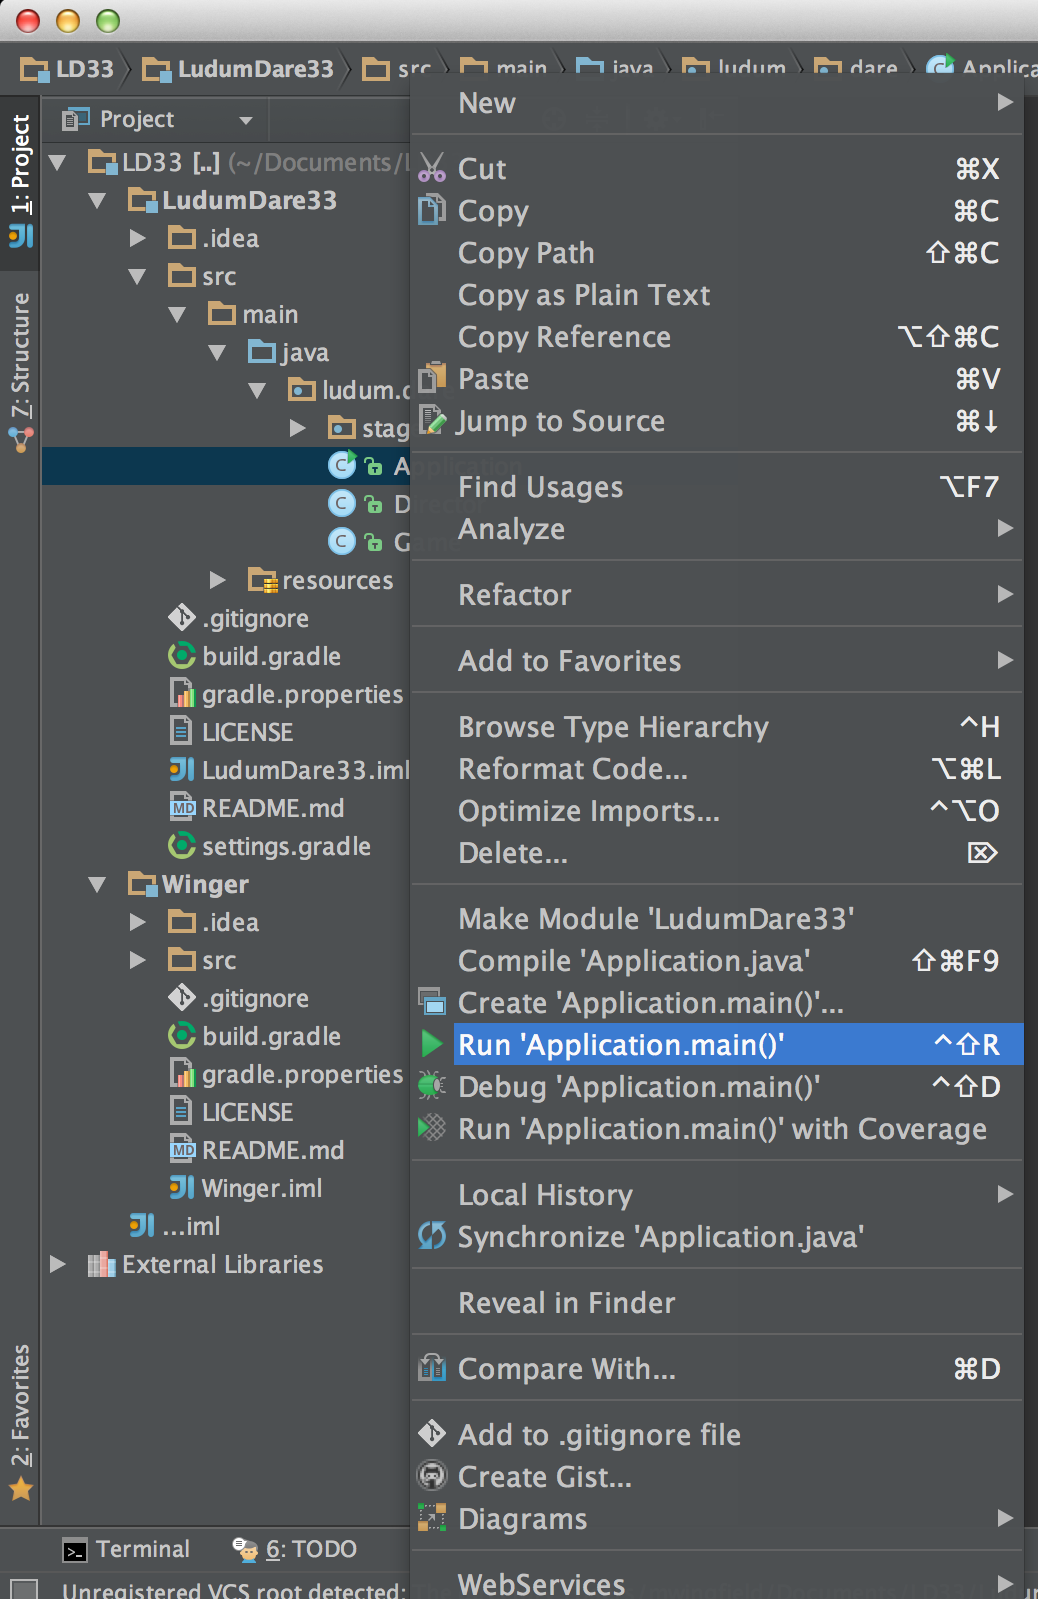 LD33 LudumDare33 src main java ludum dare
Project
LD33 [..] (~/Documents/
LudumDare33
.idea
src
main
java
ludum.
stag
Application
Director
Game
resources
.gitignore
build.gradle
gradle.properties
LICENSE
LudumDare33.iml
README.md
settings.gradle
Winger
.idea
src
.gitignore
build.gradle
gradle.properties
LICENSE
README.md
Winger.iml
...iml
External Libraries
1: Project
7: Structure
2: Favorites
New
Cut ⌘X
Copy ⌘C
Copy Path ⇧⌘C
Copy as Plain Text
Copy Reference ⌥⇧⌘C
Paste ⌘V
Jump to Source ⌘↓
Find Usages ⌥F7
Analyze
Refactor
Add to Favorites
Browse Type Hierarchy ^H
Reformat Code... ⌥⌘L
Optimize Imports... ^⌥O
Delete... ⌦
Make Module 'LudumDare33'
Compile 'Application.java' ⇧⌘F9
Create 'Application.main()'...
Run 'Application.main()' ^⇧R
Debug 'Application.main()' ^⇧D
Run 'Application.main()' with Coverage
Local History
Synchronize 'Application.java'
Reveal in Finder
Compare With... ⌘D
Add to .gitignore file
Create Gist...
Diagrams
WebServices
Terminal 6: TODO
Unregistered VCS root detected: